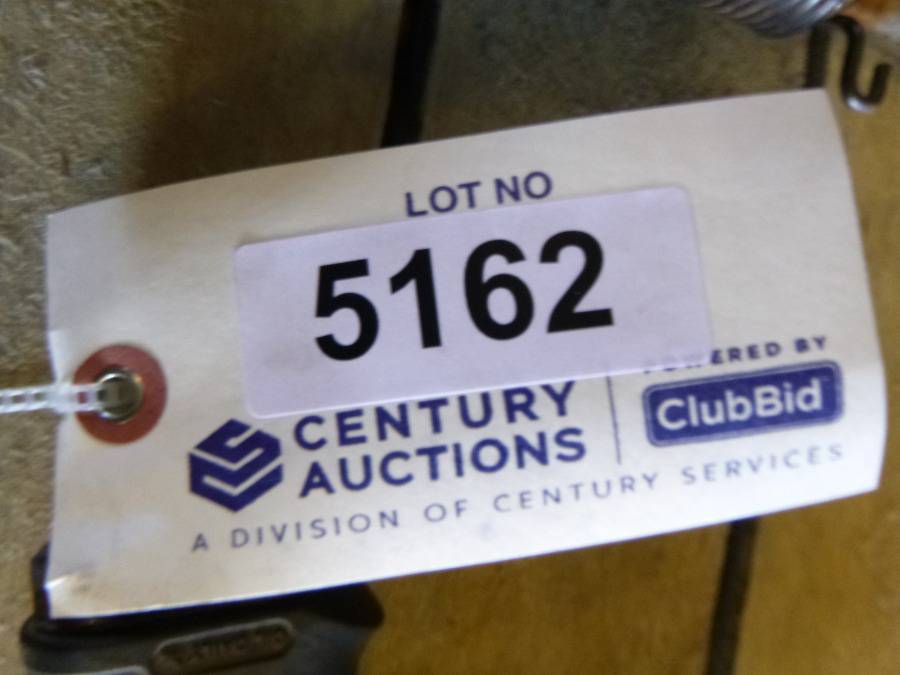 LOT NO
5162
CENTURY
AUCTIONS
POWERED BY
ClubBid
A DIVISION OF CENTURY SERVICES